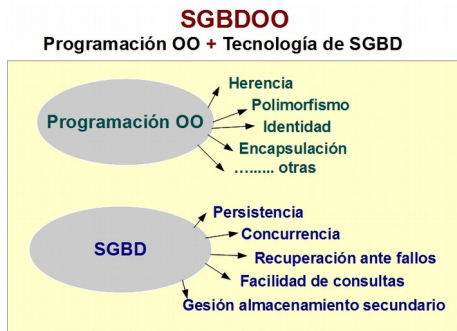 SGBDOO
Programación OO + Tecnología de SGBD
Herencia
Polimorfismo
Programación OO
Identidad
Encapsulación
…...... otras
Persistencia
Concurrencia
SGBD
Recuperación ante fallos
Facilidad de consultas
Gesión almacenamiento secundario